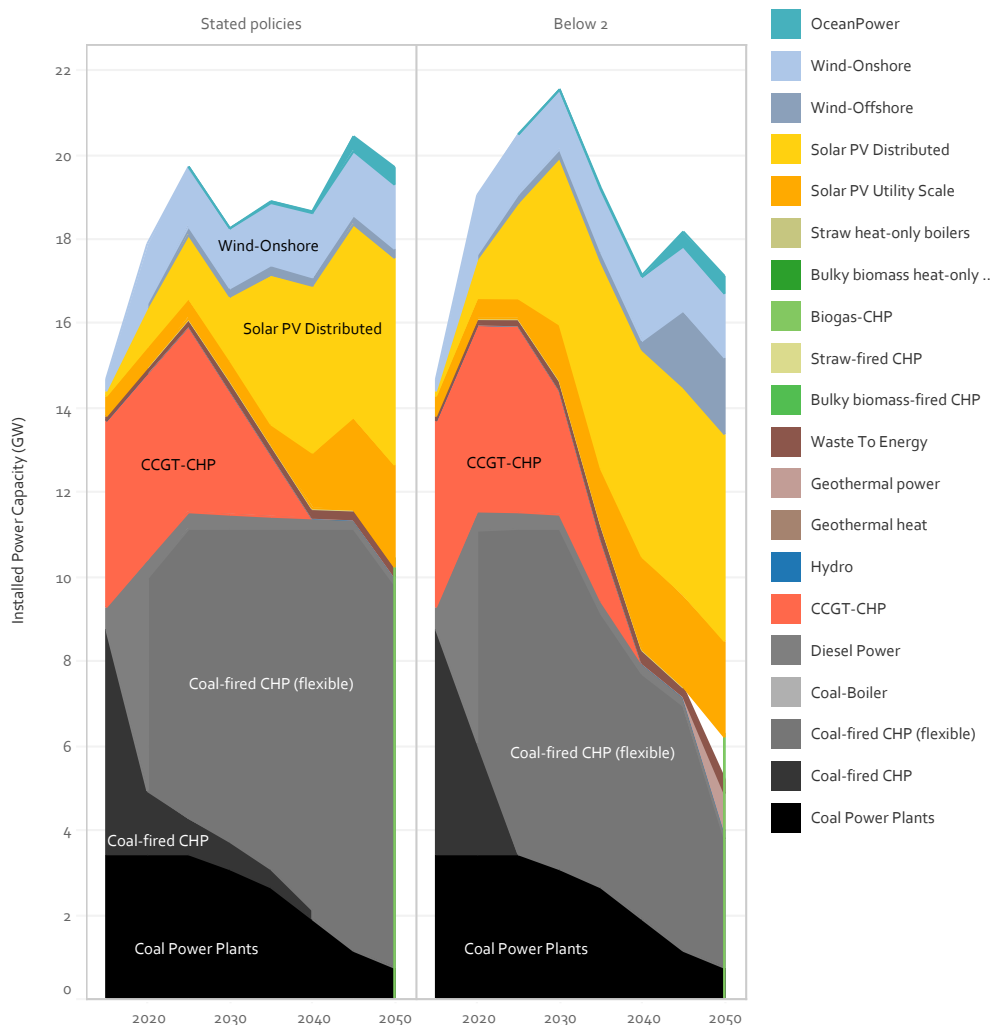 Stated policies
Below 2
Installed Power Capacity (GW)
22
20
18
16
14
12
10
8
6
4
2
0
Wind-Onshore
Solar PV Distributed
CCGT-CHP
Coal-fired CHP (flexible)
Coal-fired CHP
Coal Power Plants
CCGT-CHP
Coal-fired CHP (flexible)
Coal Power Plants
2020
2030
2040
2050
2020
2030
2040
2050
OceanPower
Wind-Onshore
Wind-Offshore
Solar PV Distributed
Solar PV Utility Scale
Straw heat-only boilers
Bulky biomass heat-only ..
Biogas-CHP
Straw-fired CHP
Bulky biomass-fired CHP
Waste To Energy
Geothermal power
Geothermal heat
Hydro
CCGT-CHP
Diesel Power
Coal-Boiler
Coal-fired CHP (flexible)
Coal-fired CHP
Coal Power Plants